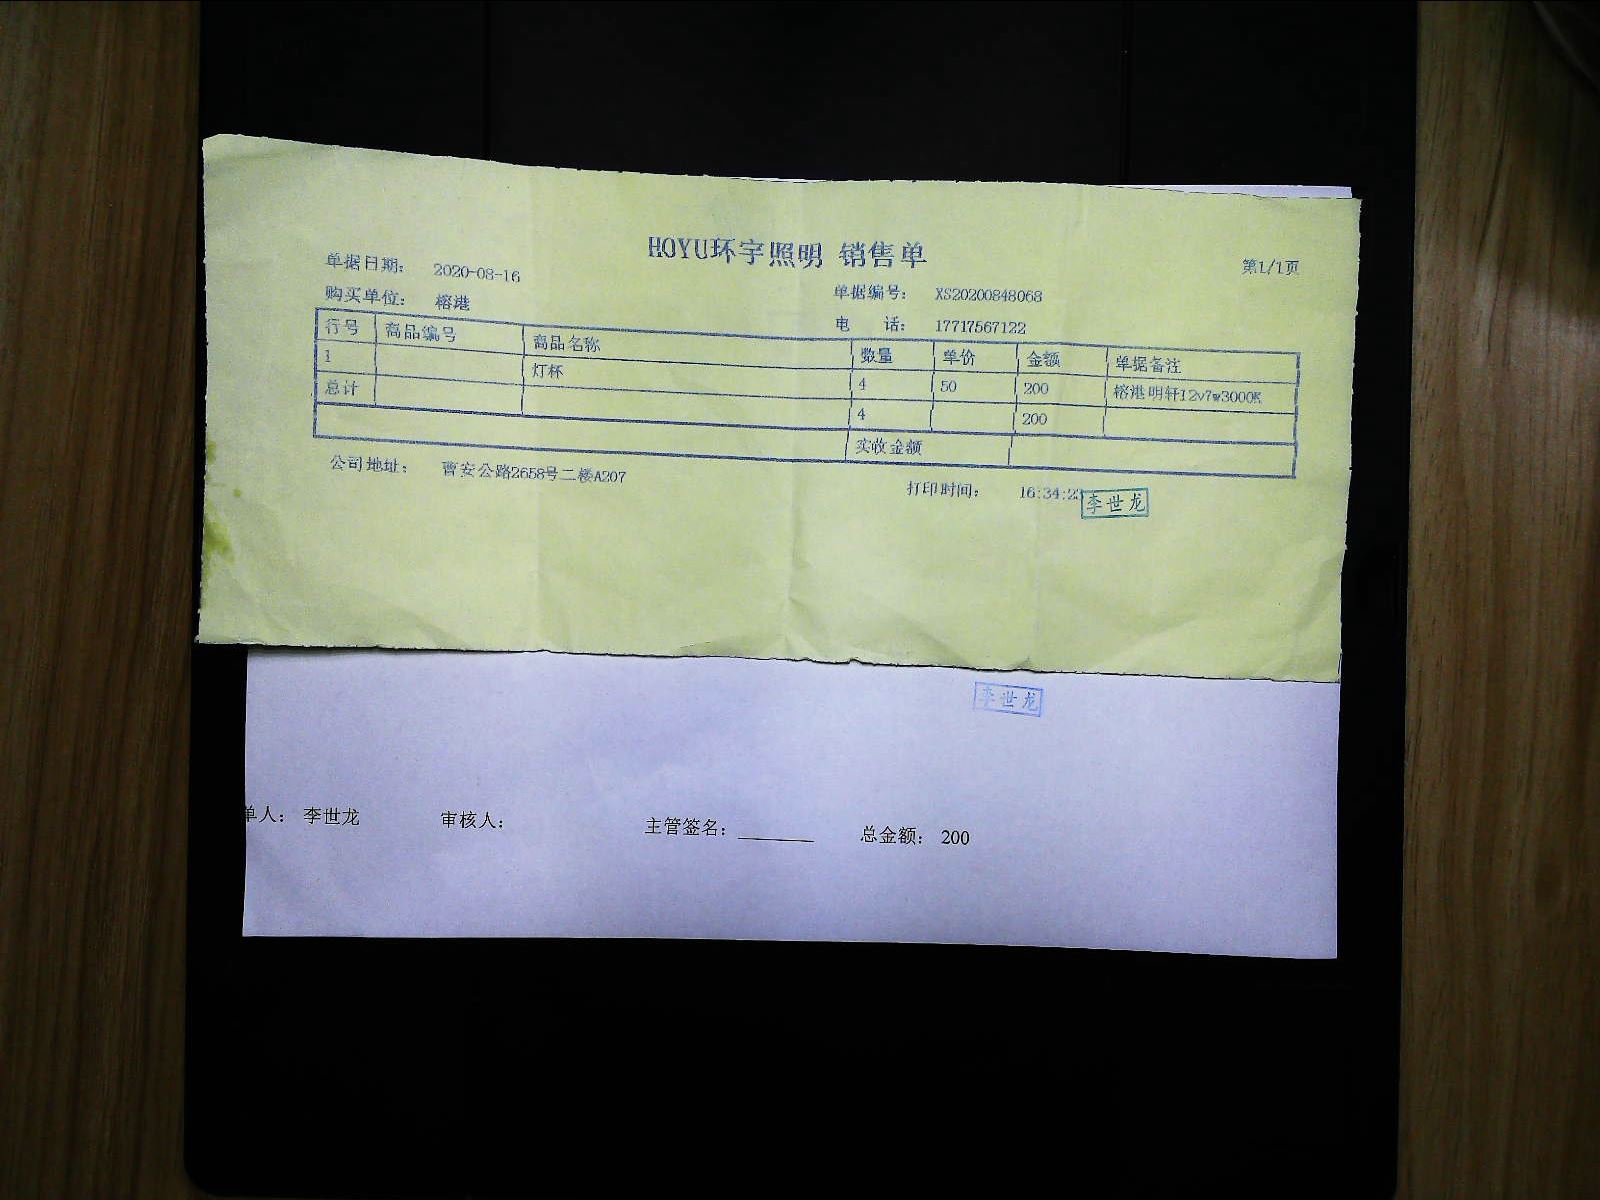 HOYU环宇照明 销售单
第1/1页
单据日期： 2020-08-16
单据编号： XS20200848068
购买单位： 榕港
电 话： 17717567122
行号 商品编号 商品名称 数量 单价 金额 单据备注
1 灯杯 4 50 200 榕港明轩12v7w3000K
总计 4 200
实收金额
公司地址： 曹安公路2658号二楼A207
打印时间： 16:34:2
李世龙
李世龙
单人： 李世龙 审核人： 主管签名： 总金额： 200